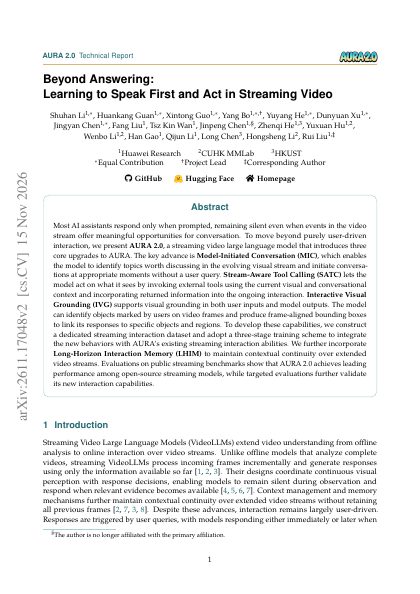 AURA 2.0 Technical Report
AURA2.0
Beyond Answering:
Learning to Speak First and Act in Streaming Video
Shuhan Li1,*, Huankang Guan1,*, Xintong Guo1,*, Yang Bo1,*,†, Yuyang He1,*, Dunyuan Xu1,*,
Jingyan Chen1,*, Fang Liu1, Tsz Kin Wan1, Jinpeng Chen1,§, Zhenqi He1,3, Yuxuan Hu1,2,
Wenbo Li1,2, Han Gao1, Qijun Li1, Long Chen3, Hongsheng Li2, Rui Liu1,‡
1Huawei Research 2CUHK MMLab 3HKUST
*Equal Contribution †Project Lead ‡Corresponding Author
GitHub Hugging Face Homepage
Abstract
Most AI assistants respond only when prompted, remaining silent even when events in the video
stream offer meaningful opportunities for conversation. To move beyond purely user-driven
interaction, we present AURA 2.0, a streaming video large language model that introduces three
core upgrades to AURA. The key advance is Model-Initiated Conversation (MIC), which enables
the model to identify topics worth discussing in the evolving visual stream and initiate conversa-
tions at appropriate moments without a user query. Stream-Aware Tool Calling (SATC) lets the
model act on what it sees by invoking external tools using the current visual and conversational
context and incorporating returned information into the ongoing interaction. Interactive Visual
Grounding (IVG) supports visual grounding in both user inputs and model outputs. The model
can identify objects marked by users on video frames and produce frame-aligned bounding boxes
to link its responses to specific objects and regions. To develop these capabilities, we construct
a dedicated streaming interaction dataset and adopt a three-stage training scheme to integrate
the new behaviors with AURA's existing streaming interaction abilities. We further incorporate
Long-Horizon Interaction Memory (LHIM) to maintain contextual continuity over extended
video streams. Evaluations on public streaming benchmarks show that AURA 2.0 achieves leading
performance among open-source streaming models, while targeted evaluations further validate
its new interaction capabilities.
arXiv:2611.17048v2 [cs.CV] 15 Nov 2026
1 Introduction
Streaming Video Large Language Models (VideoLLMs) extend video understanding from offline
analysis to online interaction over video streams. Unlike offline models that analyze complete
videos, streaming VideoLLMs process incoming frames incrementally and generate responses
using only the information available so far [1, 2, 3]. Their designs coordinate continuous visual
perception with response decisions, enabling models to remain silent during observation and
respond when relevant evidence becomes available [4, 5, 6, 7]. Context management and memory
mechanisms further maintain contextual continuity over extended video streams without retaining
all previous frames [2, 7, 3, 8]. Despite these advances, interaction remains largely user-driven.
Responses are triggered by user queries, with models responding either immediately or later when
§The author is no longer affiliated with the primary affiliation.
1